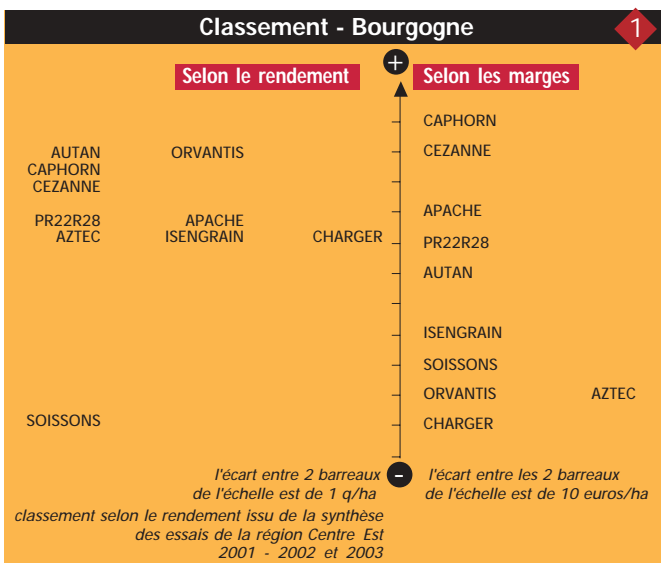 Classement - Bourgogne
1
+
Selon le rendement
Selon les marges
CAPHORN
AUTAN ORVANTIS CEZANNE
CAPHORN
CEZANNE
APACHE
PR22R28 APACHE
AZTEC ISENGRAIN CHARGER PR22R28
AUTAN
ISENGRAIN
SOISSONS
ORVANTIS AZTEC
SOISSONS CHARGER
-
l'écart entre 2 barreaux
de l'échelle est de 1 q/ha
l'écart entre les 2 barreaux
de l'échelle est de 10 euros/ha
classement selon le rendement issu de la synthèse
des essais de la région Centre Est
2001 - 2002 et 2003